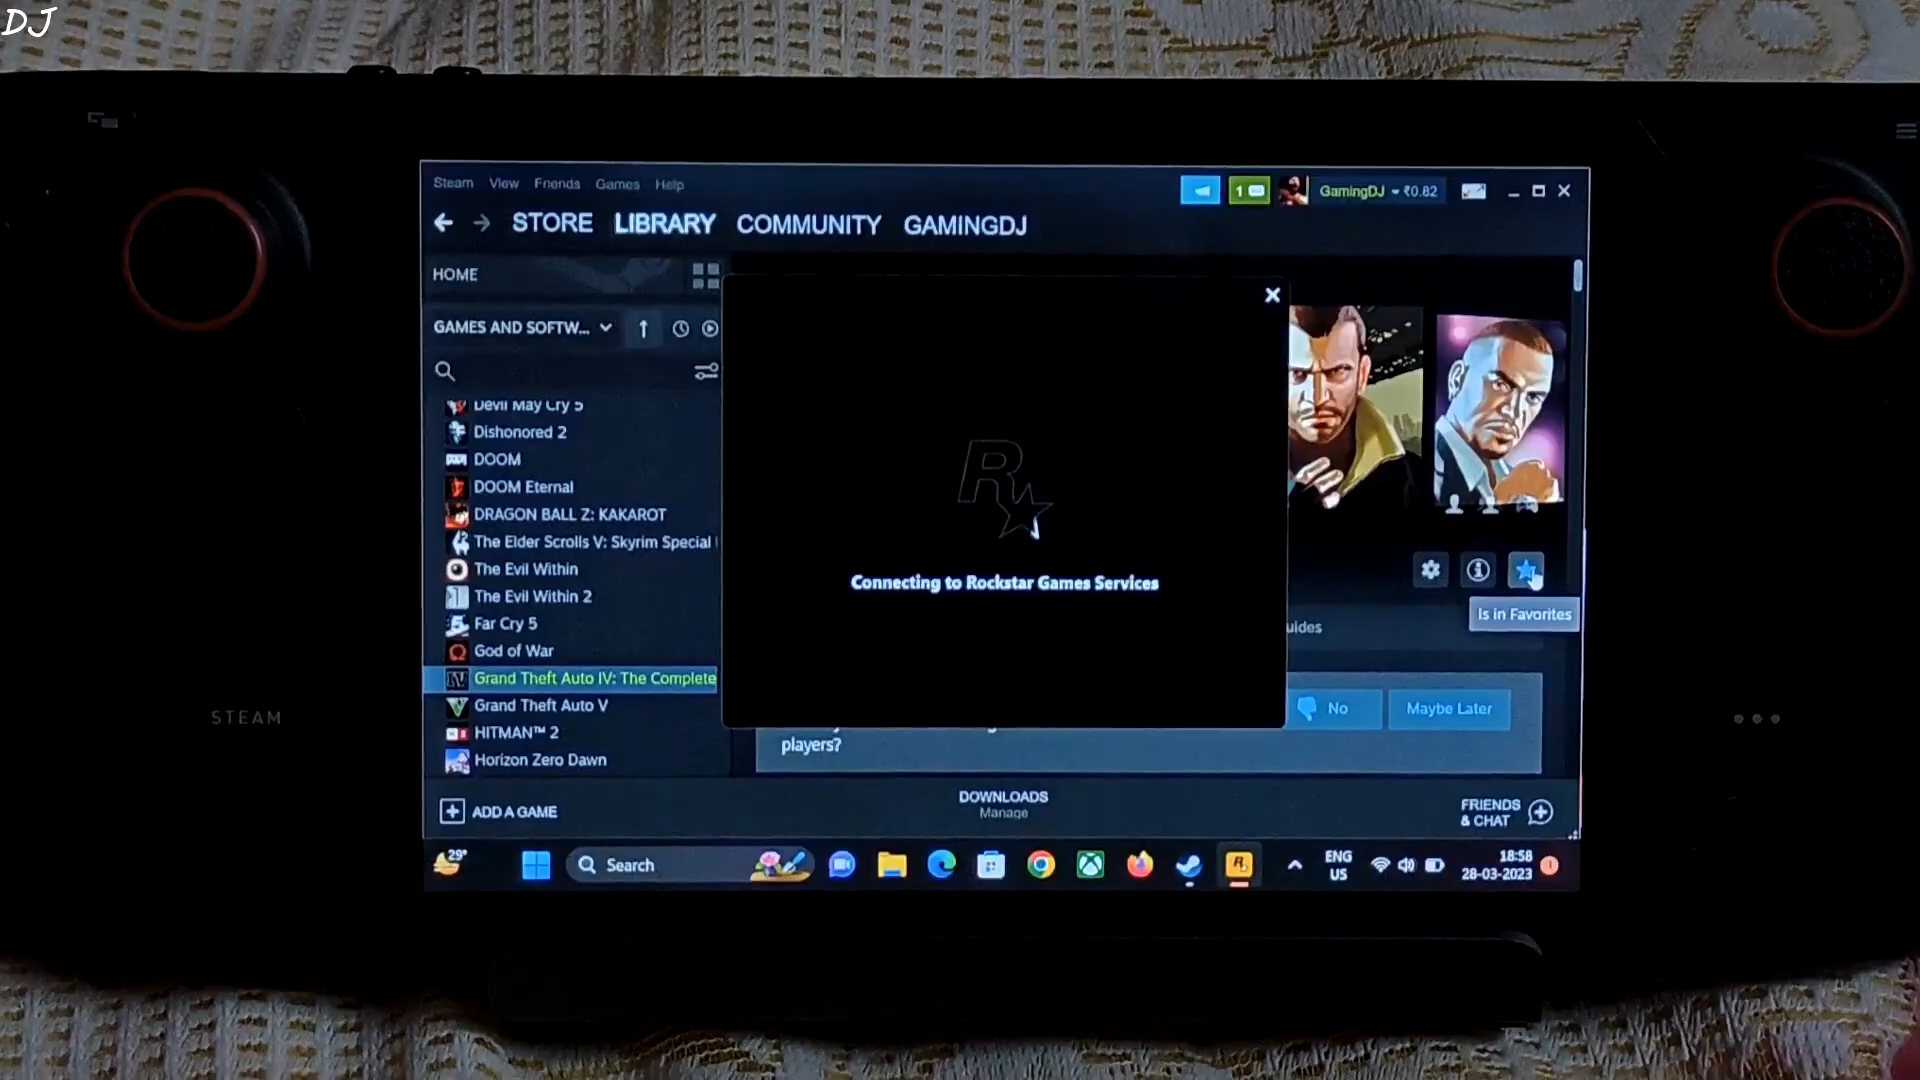 DJ
Steam View Friends Games Help
1 GamingDJ ₹0.82
STORE LIBRARY COMMUNITY GAMINGDJ
HOME
GAMES AND SOFTW...
Devil May Cry 5
Dishonored 2
DOOM
DOOM Eternal
DRAGON BALL Z: KAKAROT
The Elder Scrolls V: Skyrim Special
The Evil Within
The Evil Within 2
Far Cry 5
God of War
IV Grand Theft Auto IV: The Complete
Grand Theft Auto V
HITMAN™ 2
Horizon Zero Dawn
R
Connecting to Rockstar Games Services
Is in Favorites
uides
No Maybe Later
players?
ADD A GAME
DOWNLOADS
Manage
FRIENDS
& CHAT
STEAM
29°
Search
R
ENG
US
18:58
28-03-2023
1